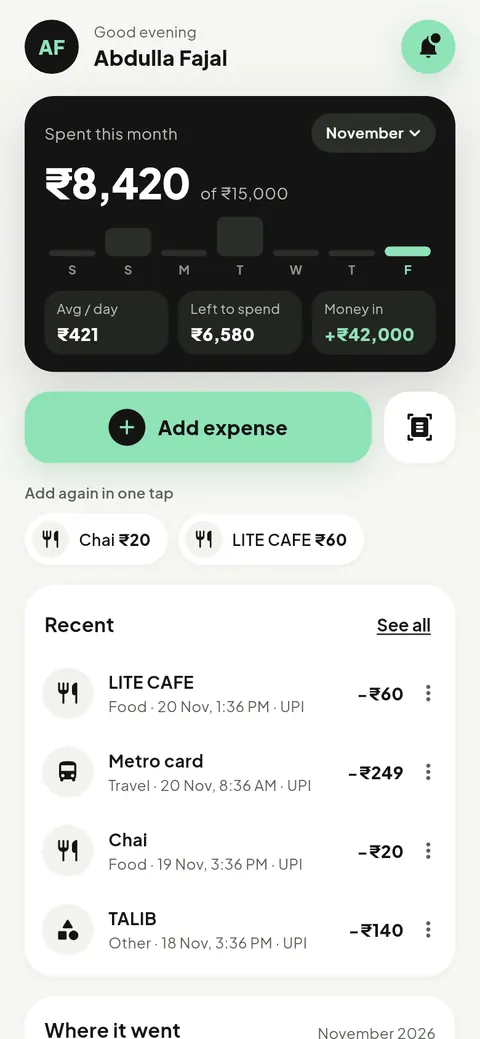 AF
Good evening
Abdulla Fajal
Spent this month
November
₹8,420 of ₹15,000
S S M T W T F
Avg / day
₹421
Left to spend
₹6,580
Money in
+₹42,000
Add expense
Add again in one tap
Chai ₹20
LITE CAFE ₹60
Recent
See all
LITE CAFE
Food · 20 Nov, 1:36 PM · UPI
−₹60
Metro card
Travel · 20 Nov, 8:36 AM · UPI
−₹249
Chai
Food · 19 Nov, 3:36 PM · UPI
−₹20
TALIB
Other · 18 Nov, 3:36 PM · UPI
−₹140
Where it went
November 2026